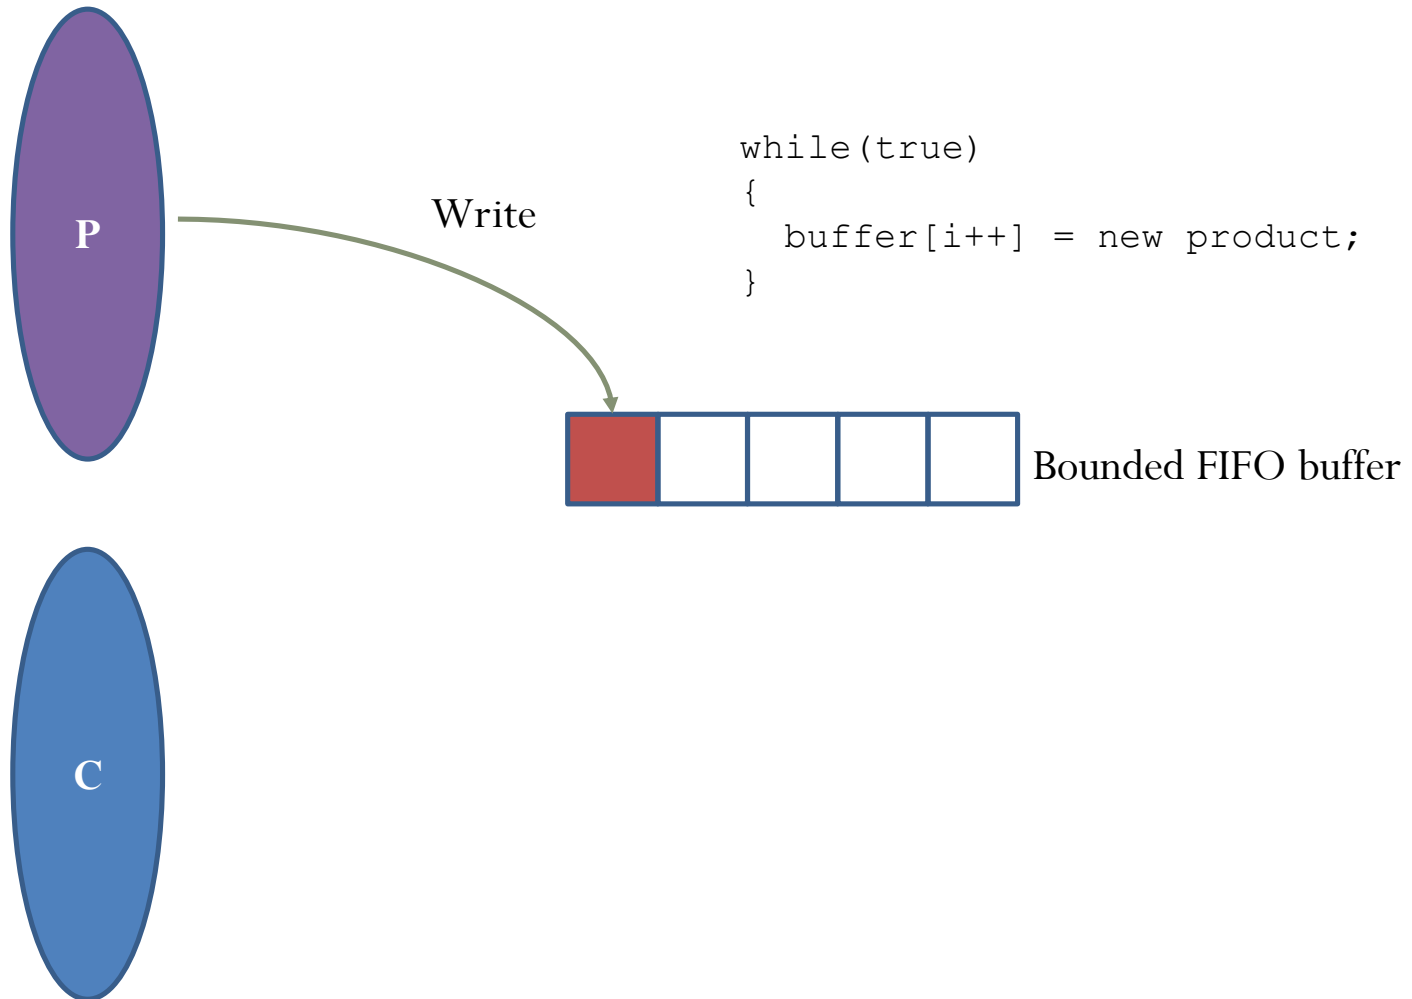 P
Write
while(true)
{
  buffer[i++] = new product;
}
Bounded FIFO buffer
C